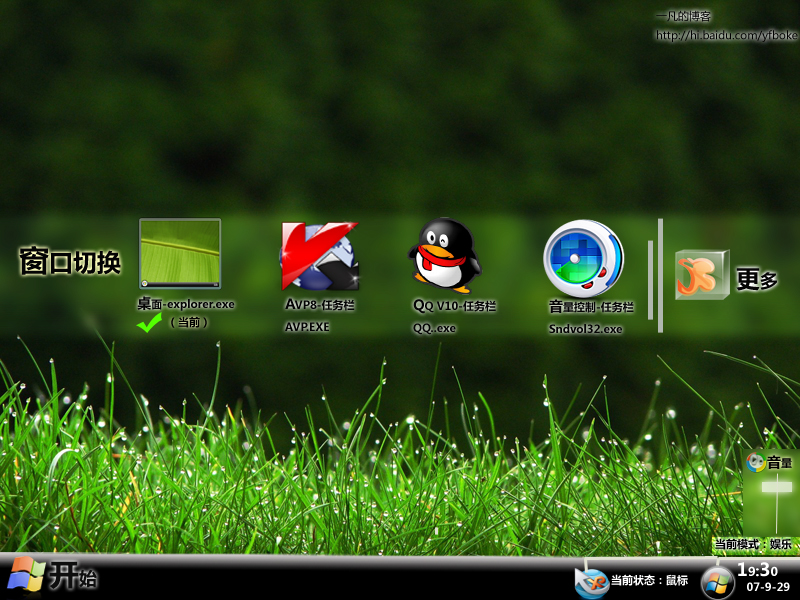 一凡的博客
http://hi.baidu.com/yfboke
窗口切换
桌面-explorer.exe
（当前）
AVP8-任务栏
AVP.EXE
QQ V10-任务栏
QQ..exe
音量控制-任务栏
Sndvol32.exe
更多
音量
当前模式：娱乐
开始
当前状态：鼠标
19:30
07-9-29